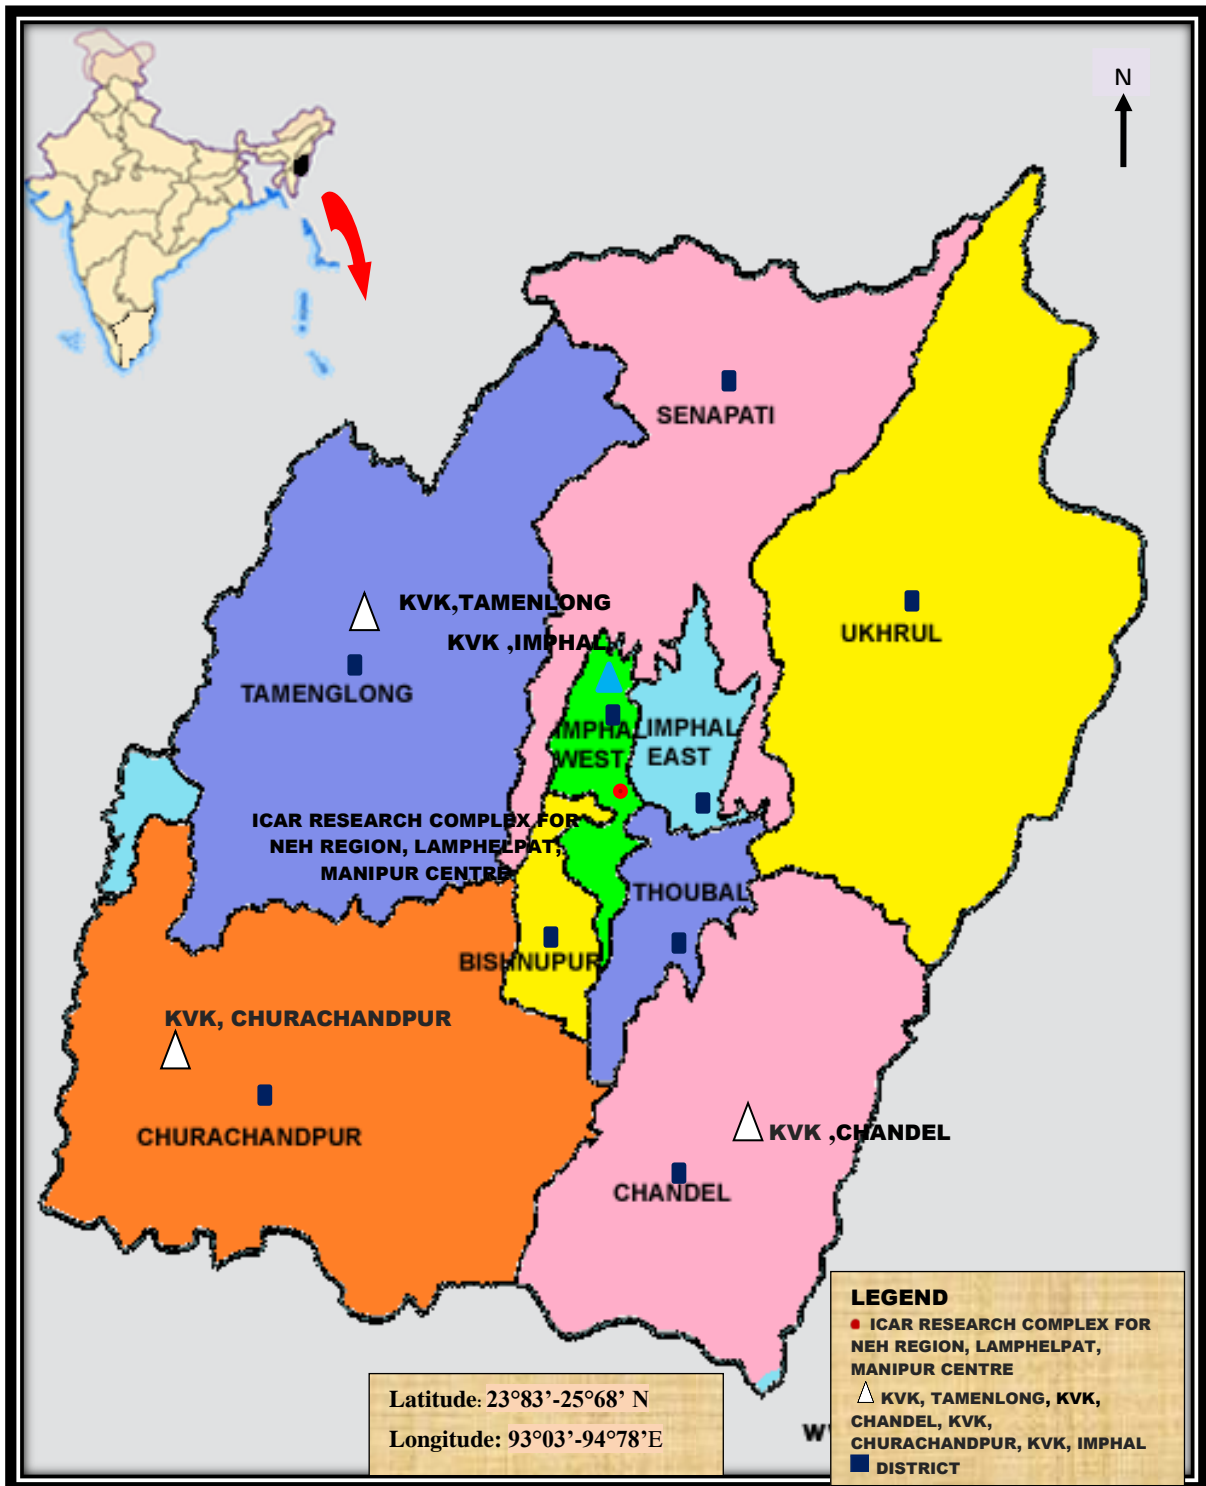 N
SENAPATI
KVK,TAMENLONG
UKHRUL
KVK ,IMPHAL
TAMENGLONG
IMPHAL
WEST
IMPHAL
EAST
ICAR RESEARCH COMPLEX FOR
NEH REGION, LAMPHELPAT,
MANIPUR CENTRE
THOUBAL
BISHNUPUR
KVK, CHURACHANDPUR
CHURACHANDPUR
KVK ,CHANDEL
CHANDEL
LEGEND
ICAR RESEARCH COMPLEX FOR
NEH REGION, LAMPHELPAT,
MANIPUR CENTRE
KVK, TAMENLONG, KVK,
CHANDEL, KVK,
CHURACHANDPUR, KVK, IMPHAL
DISTRICT
Latitude: 23°83’-25°68’ N
Longitude: 93°03’-94°78’E